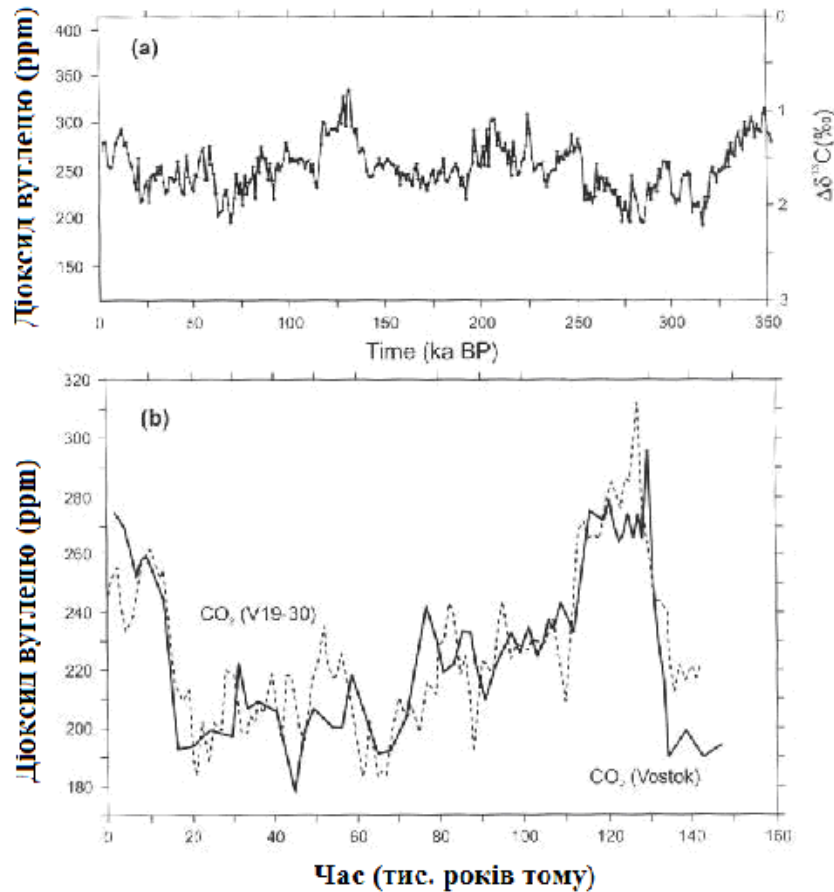 Діоксид вуглецю (ppm)
(a)
400
350
300
250
200
150
0
1
2
3
Δδ¹³C(‰)
0 50 100 150 200 250 300 350
Time (ka BP)
Діоксид вуглецю (ppm)
(b)
320
300
280
260
240
220
200
180
CO₂ (V19-30)
CO₂ (Vostok)
0 20 40 60 80 100 120 140 160
Час (тис. років тому)